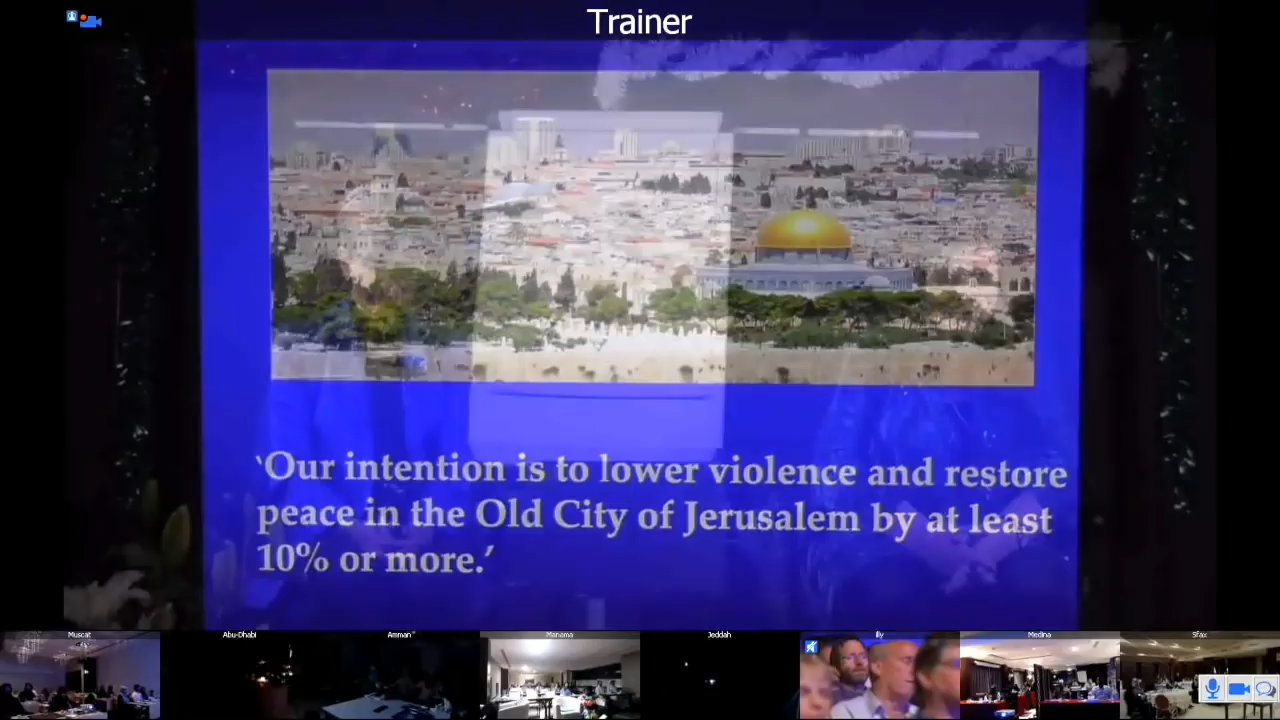 Trainer
‘Our intention is to lower violence and restore
peace in the Old City of Jerusalem by at least
10% or more.’
Muscat
Abu-Dhabi
Amman
Manama
Jeddah
Illy
Medina
Sfax